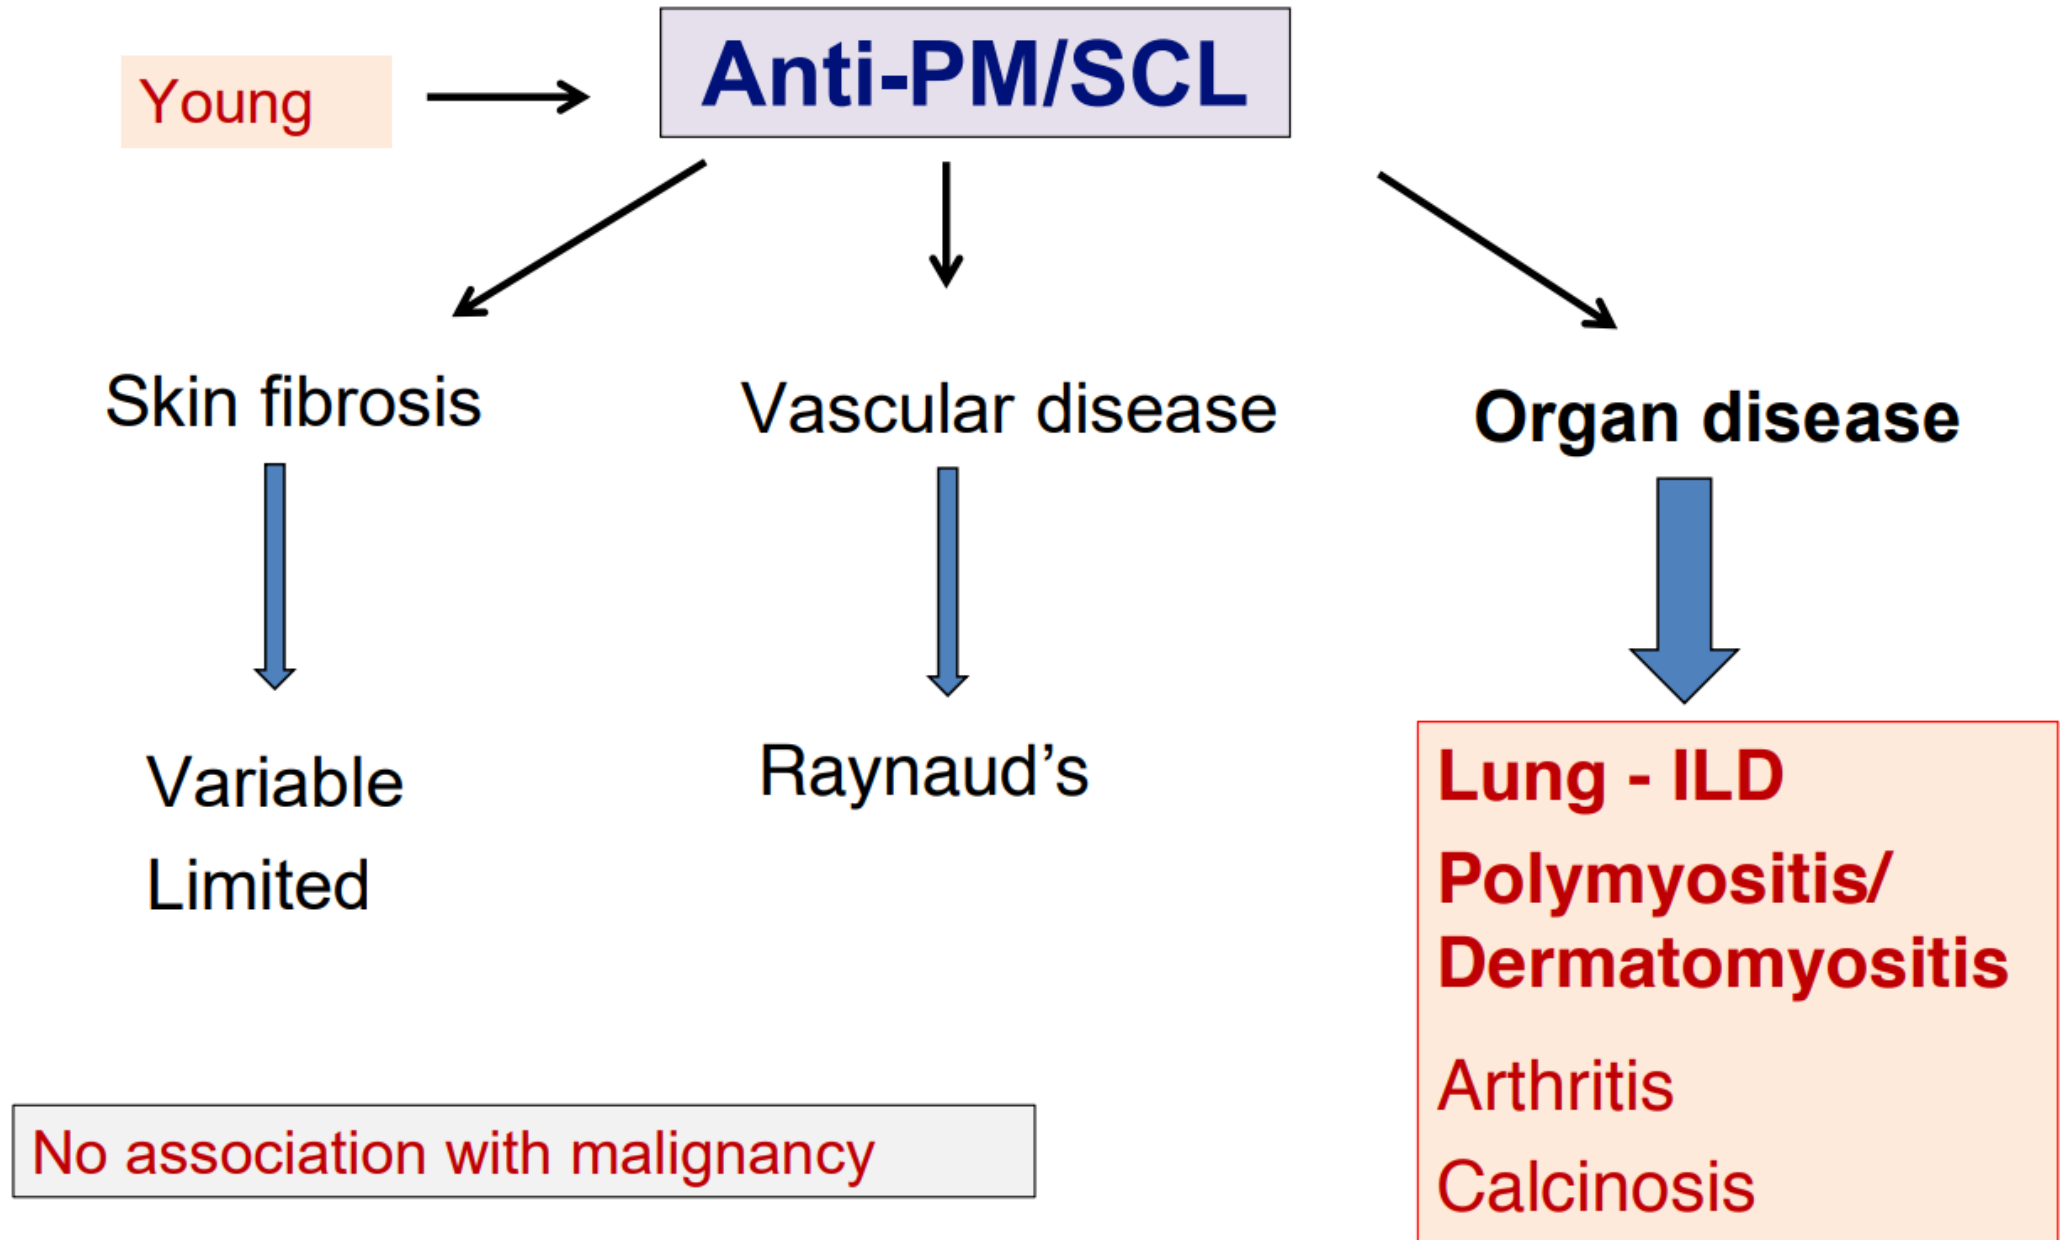 Young
Anti-PM/SCL
Skin fibrosis
Vascular disease
Organ disease
Variable
Limited
Raynaud’s
Lung - ILD
Polymyositis/
Dermatomyositis
Arthritis
Calcinosis
No association with malignancy